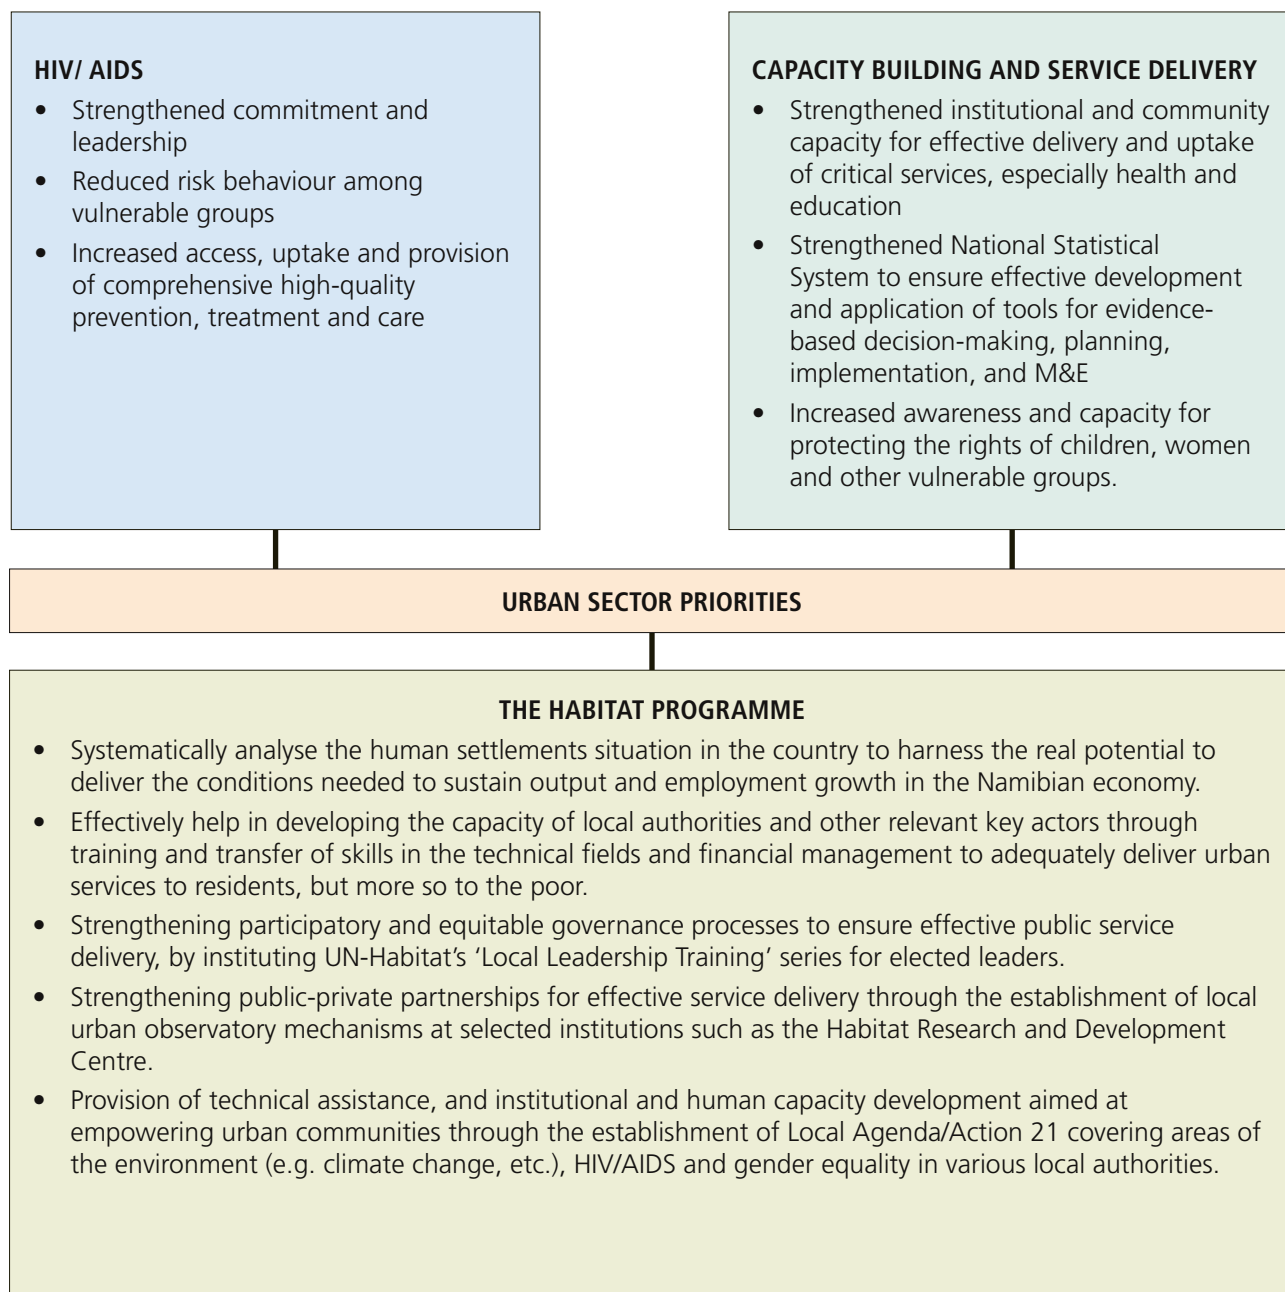 HIV/ AIDS
• Strengthened commitment and
leadership
• Reduced risk behaviour among
vulnerable groups
• Increased access, uptake and provision
of comprehensive high-quality
prevention, treatment and care
CAPACITY BUILDING AND SERVICE DELIVERY
• Strengthened institutional and community
capacity for effective delivery and uptake
of critical services, especially health and
education
• Strengthened National Statistical
System to ensure effective development
and application of tools for evidence-
based decision-making, planning,
implementation, and M&E
• Increased awareness and capacity for
protecting the rights of children, women
and other vulnerable groups.
URBAN SECTOR PRIORITIES
THE HABITAT PROGRAMME
• Systematically analyse the human settlements situation in the country to harness the real potential to
deliver the conditions needed to sustain output and employment growth in the Namibian economy.
• Effectively help in developing the capacity of local authorities and other relevant key actors through
training and transfer of skills in the technical fields and financial management to adequately deliver urban
services to residents, but more so to the poor.
• Strengthening participatory and equitable governance processes to ensure effective public service
delivery, by instituting UN-Habitat’s ‘Local Leadership Training’ series for elected leaders.
• Strengthening public-private partnerships for effective service delivery through the establishment of local
urban observatory mechanisms at selected institutions such as the Habitat Research and Development
Centre.
• Provision of technical assistance, and institutional and human capacity development aimed at
empowering urban communities through the establishment of Local Agenda/Action 21 covering areas of
the environment (e.g. climate change, etc.), HIV/AIDS and gender equality in various local authorities.